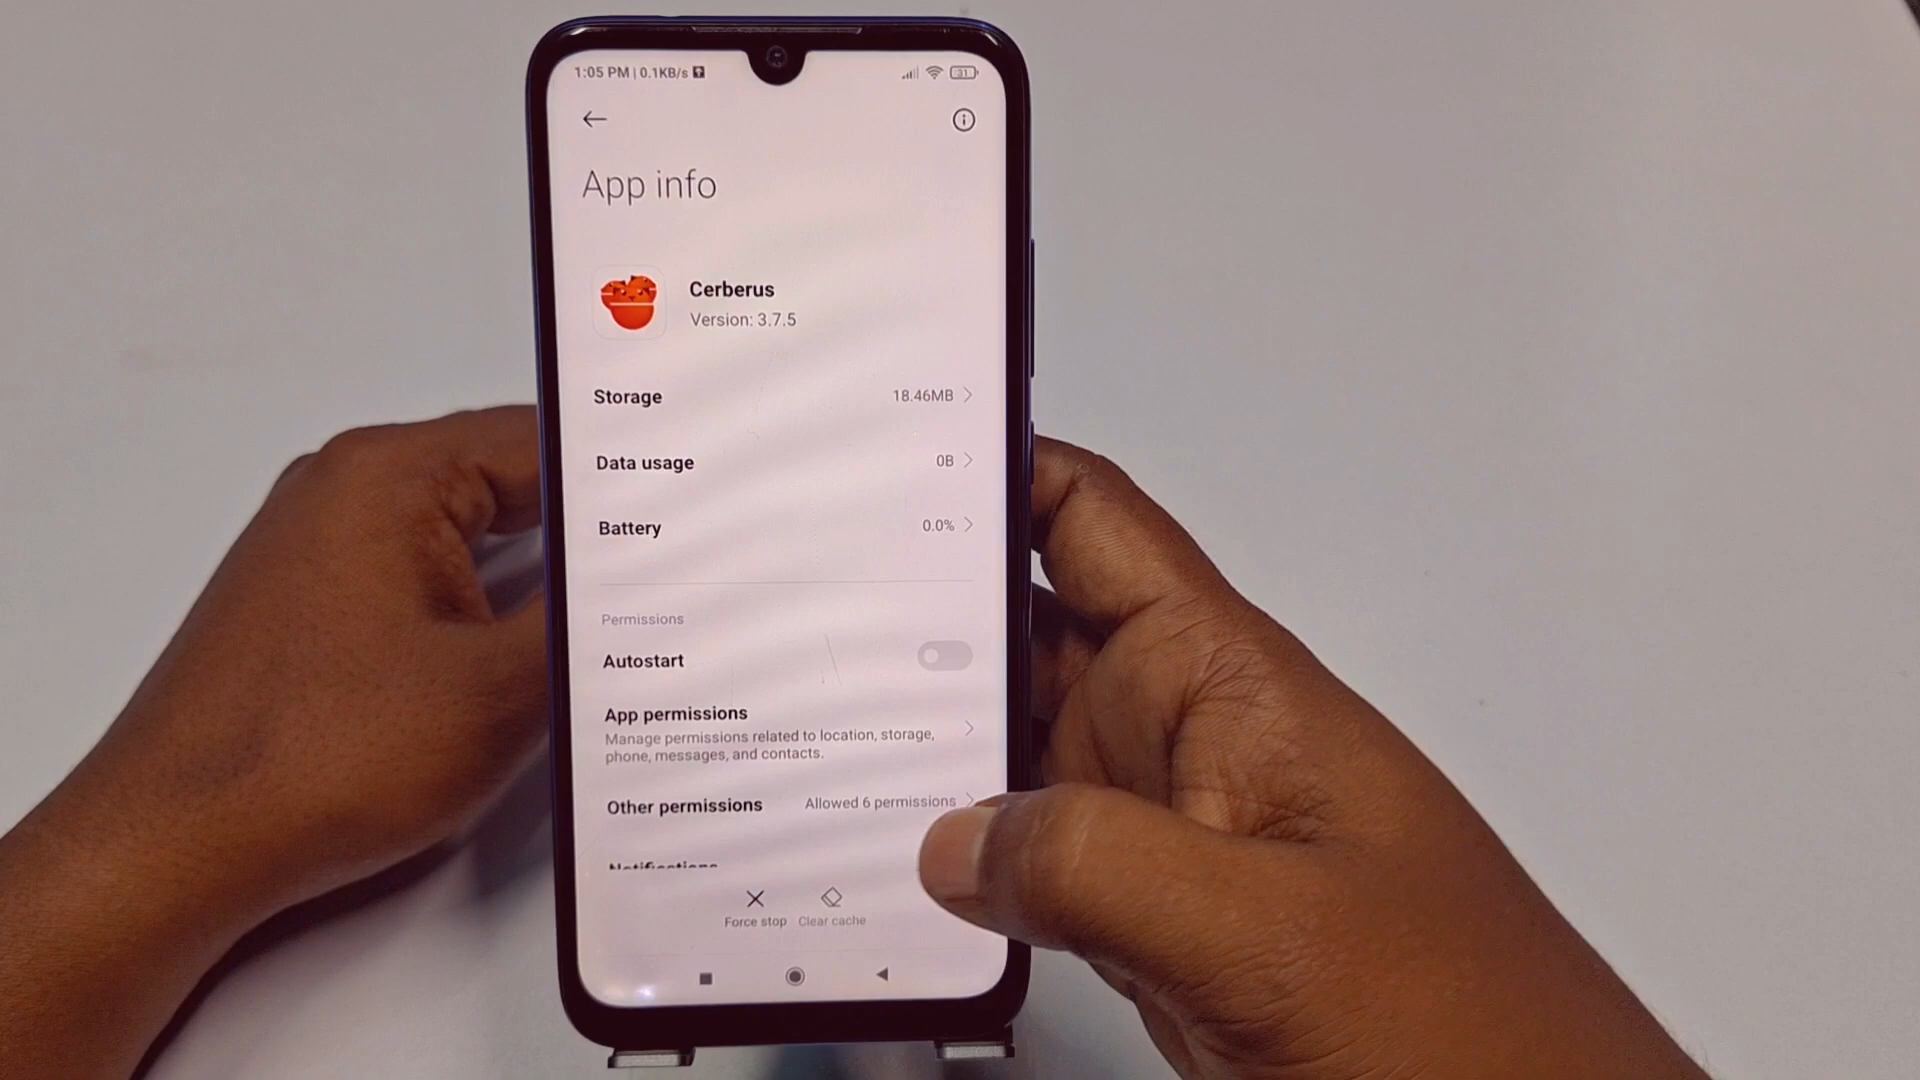 1:05 PM | 0.1KB/s
31
App info
Cerberus
Version: 3.7.5
Storage 18.46MB
Data usage 0B
Battery 0.0%
Permissions
Autostart
App permissions
Manage permissions related to location, storage,
phone, messages, and contacts.
Other permissions Allowed 6 permissions
Notifications
Force stop Clear cache